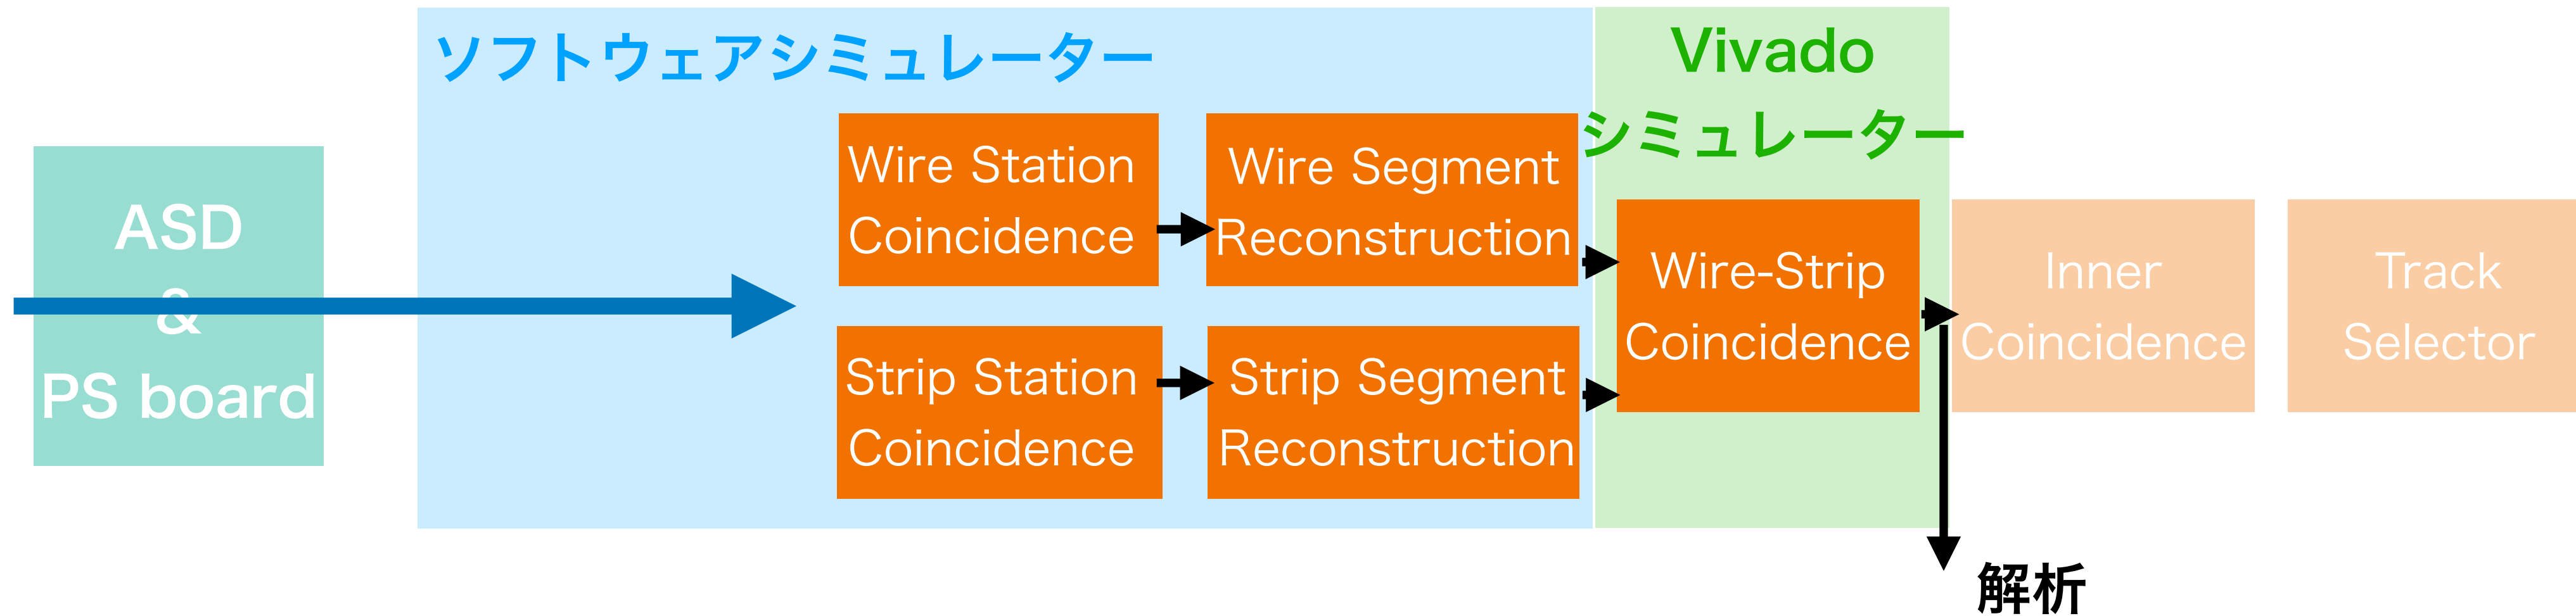 ソフトウェアシミュレーター
Vivado
シミュレーター
ASD
&
PS board
Wire Station
Coincidence
Wire Segment
Reconstruction
Strip Station
Coincidence
Strip Segment
Reconstruction
Wire-Strip
Coincidence
Inner
Coincidence
Track
Selector
解析